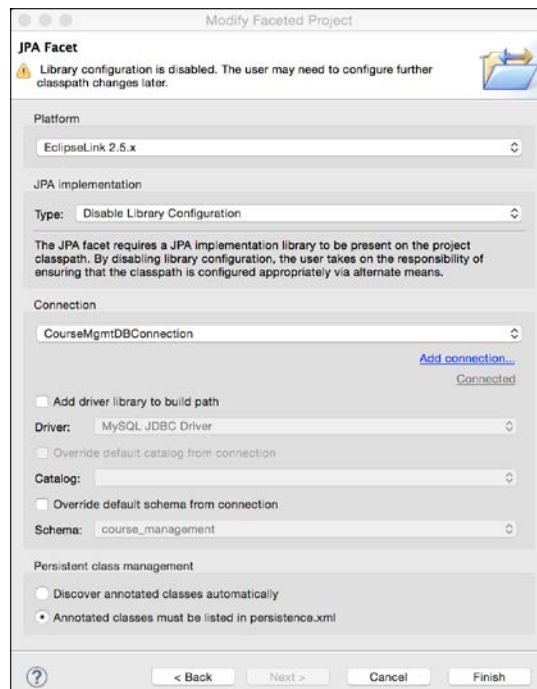 Modify Faceted Project
JPA Facet
Library configuration is disabled. The user may need to configure further
classpath changes later.
Platform
EclipseLink 2.5.x
JPA implementation
Type: Disable Library Configuration
The JPA facet requires a JPA implementation library to be present on the project
classpath. By disabling library configuration, the user takes on the responsibility of
ensuring that the classpath is configured appropriately via alternate means.
Connection
CourseMgmtDBConnection
Add connection...
Connected
Add driver library to build path
Driver: MySQL JDBC Driver
Override default catalog from connection
Catalog:
Override default schema from connection
Schema: course_management
Persistent class management
Discover annotated classes automatically
Annotated classes must be listed in persistence.xml
? < Back Next > Cancel Finish